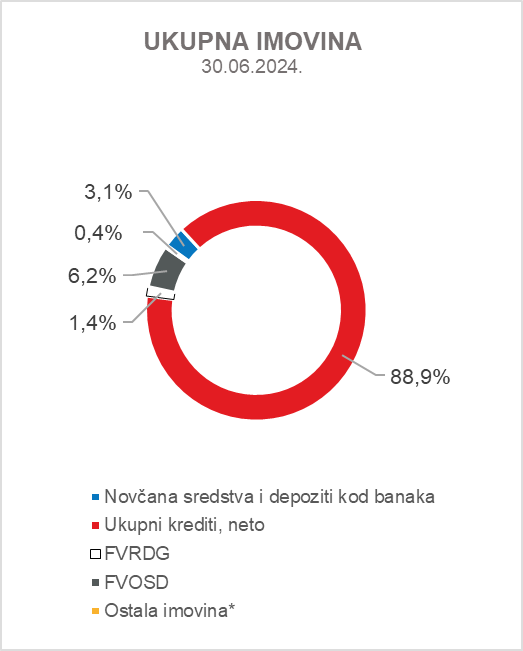 UKUPNA IMOVINA
30.06.2024.
3,1%
0,4%
6,2%
1,4%
88,9%
Novčana sredstva i depoziti kod banaka
Ukupni krediti, neto
FVRDG
FVOSD
Ostala imovina*